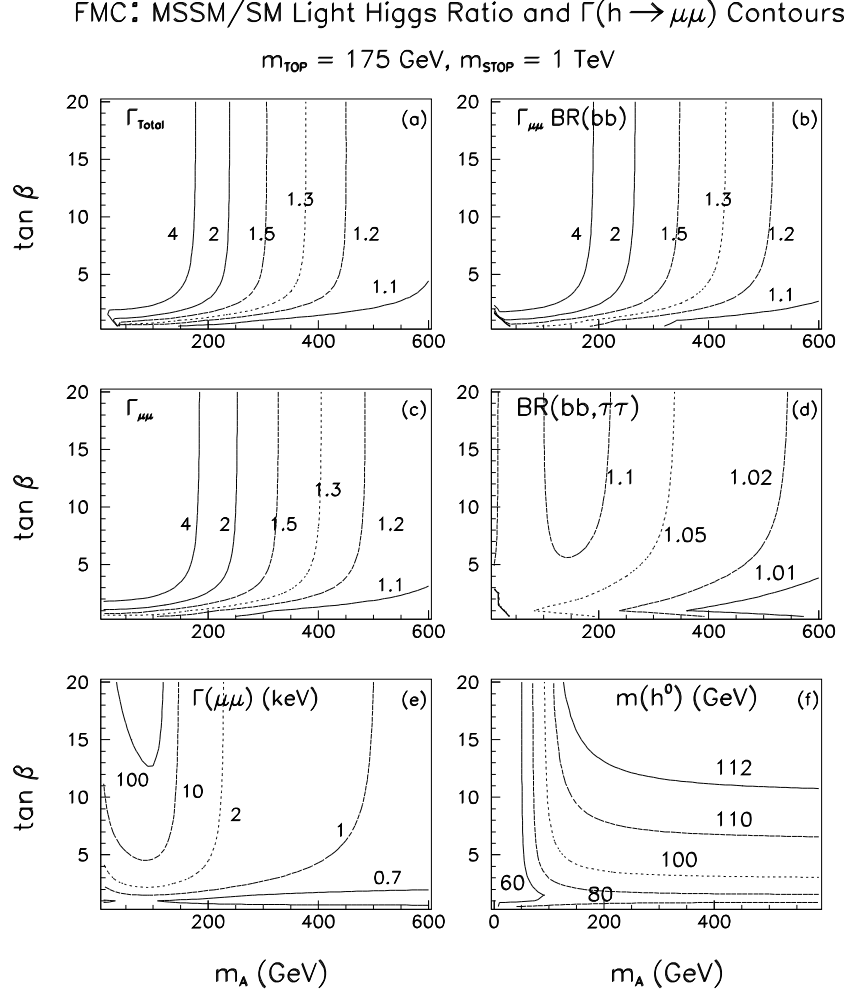 FMC: MSSM/SM Light Higgs Ratio and Γ(h → μμ) Contours
m_TOP = 175 GeV, m_STOP = 1 TeV
Γ_Total (a)
20
15
10
5
tan β
4 2 1.5 1.3 1.2 1.1
200 400 600
Γ_μμ BR(bb) (b)
20
15
10
5
4 2 1.5 1.3 1.2 1.1
200 400 600
Γ_μμ (c)
20
15
10
5
tan β
4 2 1.5 1.3 1.2 1.1
200 400 600
BR(bb,ττ) (d)
20
15
10
5
1.1 1.05 1.02 1.01
200 400 600
Γ(μμ) (keV) (e)
20
15
10
5
tan β
100 10 2 1 0.7
200 400 600
m_A (GeV)
m(h⁰) (GeV) (f)
20
15
10
5
112
110
100
60 80
0 200 400
m_A (GeV)